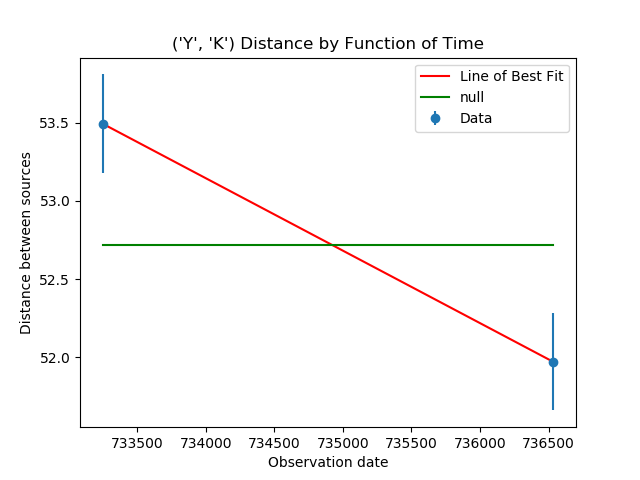 ('Y', 'K') Distance by Function of Time
Line of Best Fit
null
Data
53.5
53.0
52.5
52.0
Distance between sources
733500 734000 734500 735000 735500 736000 736500
Observation date